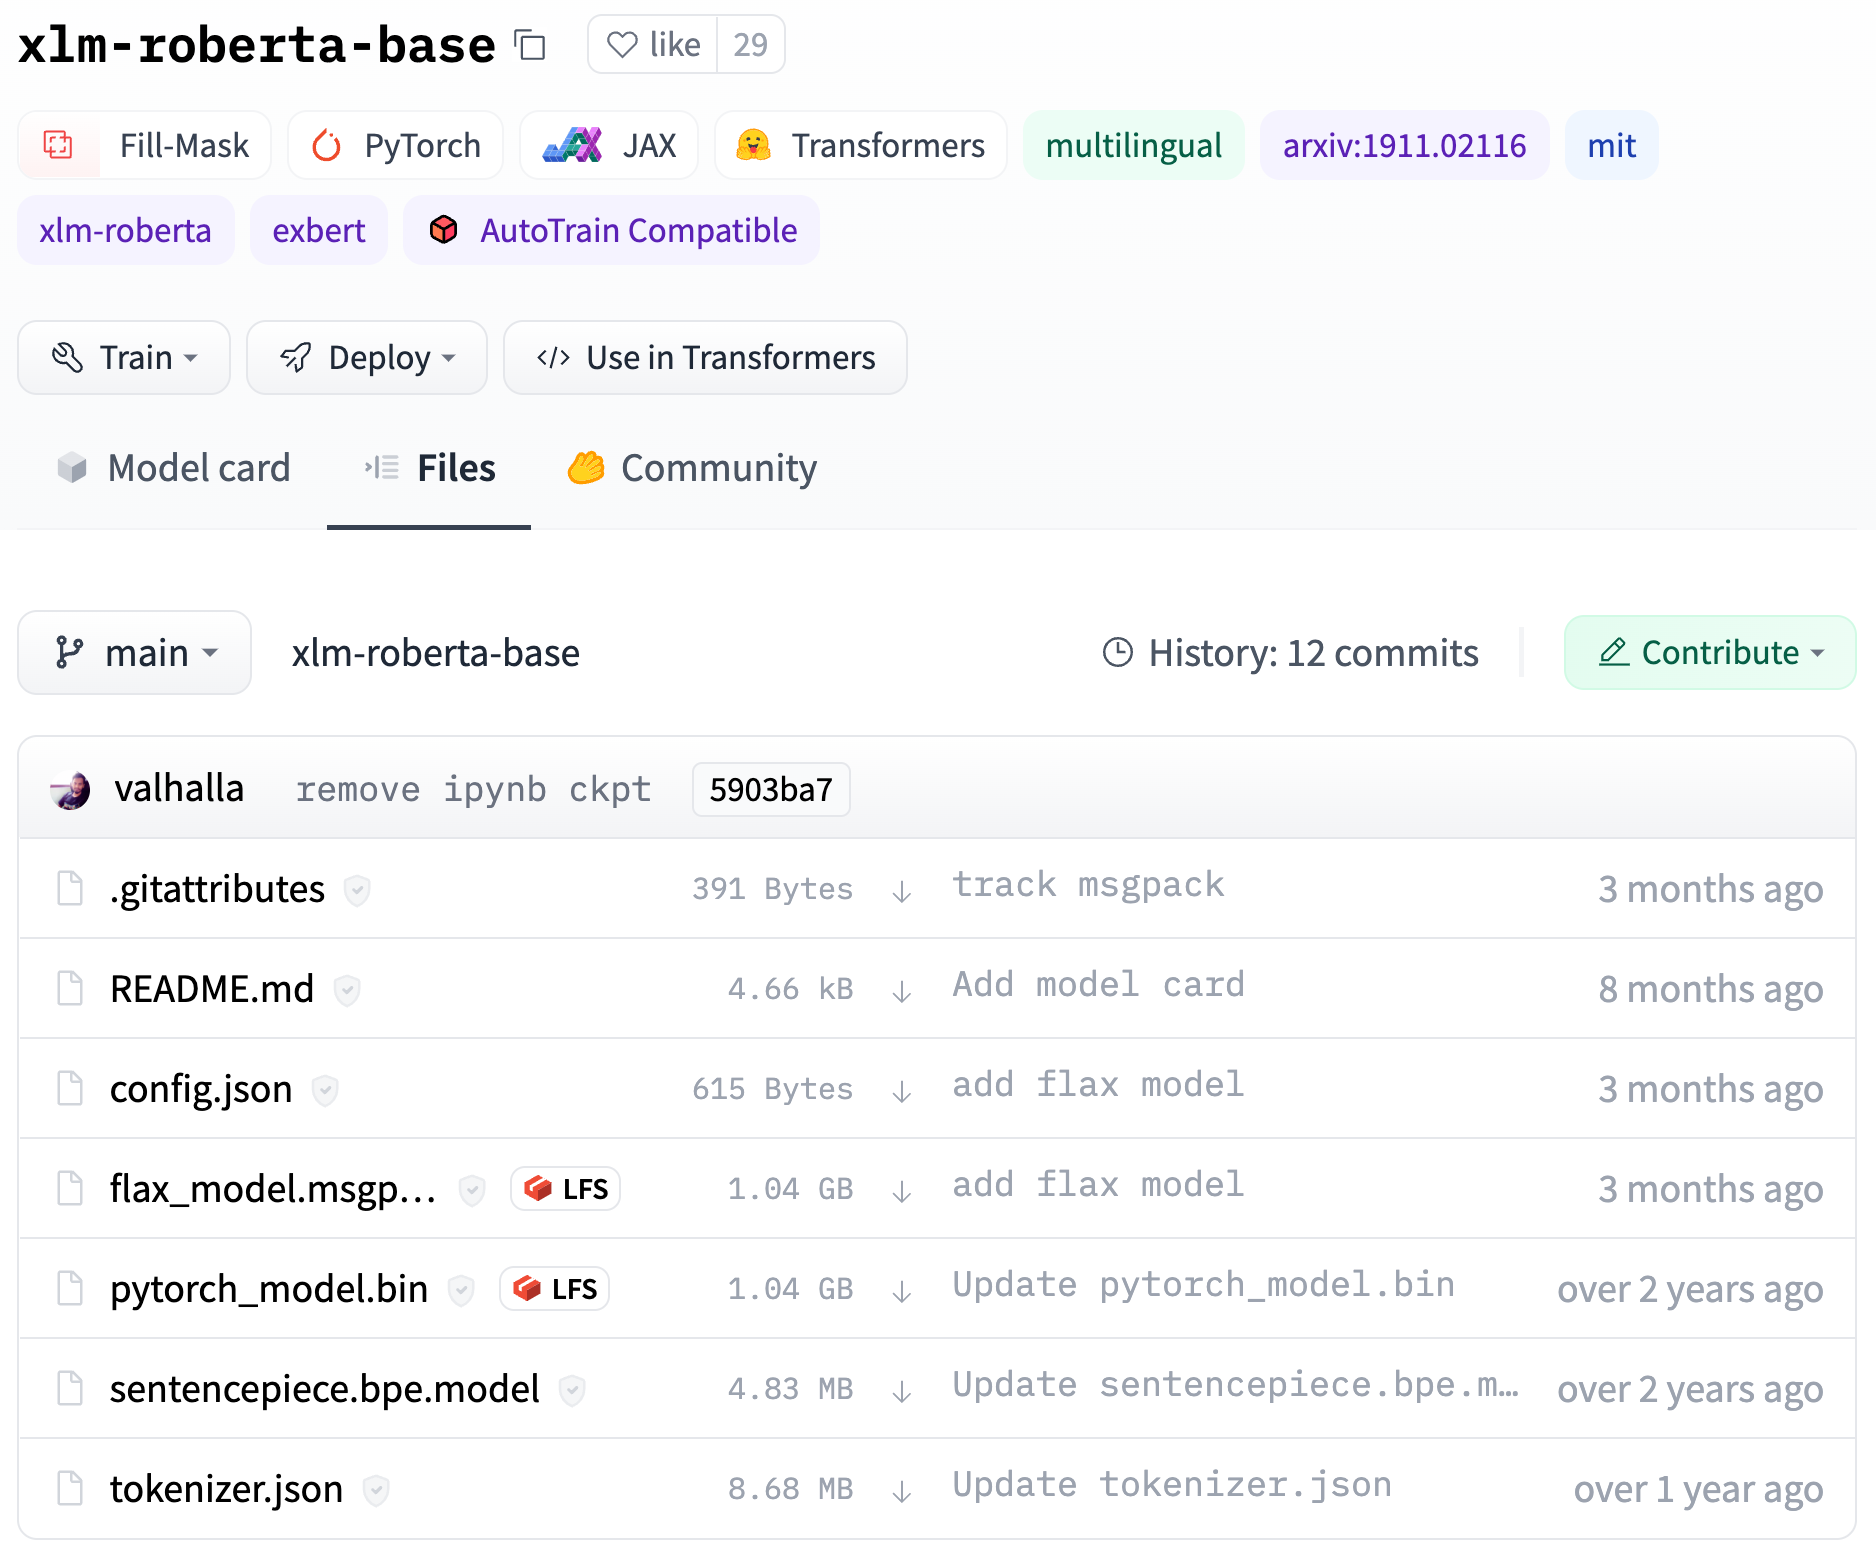 xlm-roberta-base like 29
Fill-Mask PyTorch JAX Transformers multilingual arxiv:1911.02116 mit
xlm-roberta exbert AutoTrain Compatible
Train Deploy </> Use in Transformers
Model card Files Community
main xlm-roberta-base History: 12 commits Contribute
valhalla remove ipynb ckpt 5903ba7
.gitattributes 391 Bytes track msgpack 3 months ago
README.md 4.66 kB Add model card 8 months ago
config.json 615 Bytes add flax model 3 months ago
flax_model.msgp... LFS 1.04 GB add flax model 3 months ago
pytorch_model.bin LFS 1.04 GB Update pytorch_model.bin over 2 years ago
sentencepiece.bpe.model 4.83 MB Update sentencepiece.bpe.m... over 2 years ago
tokenizer.json 8.68 MB Update tokenizer.json over 1 year ago